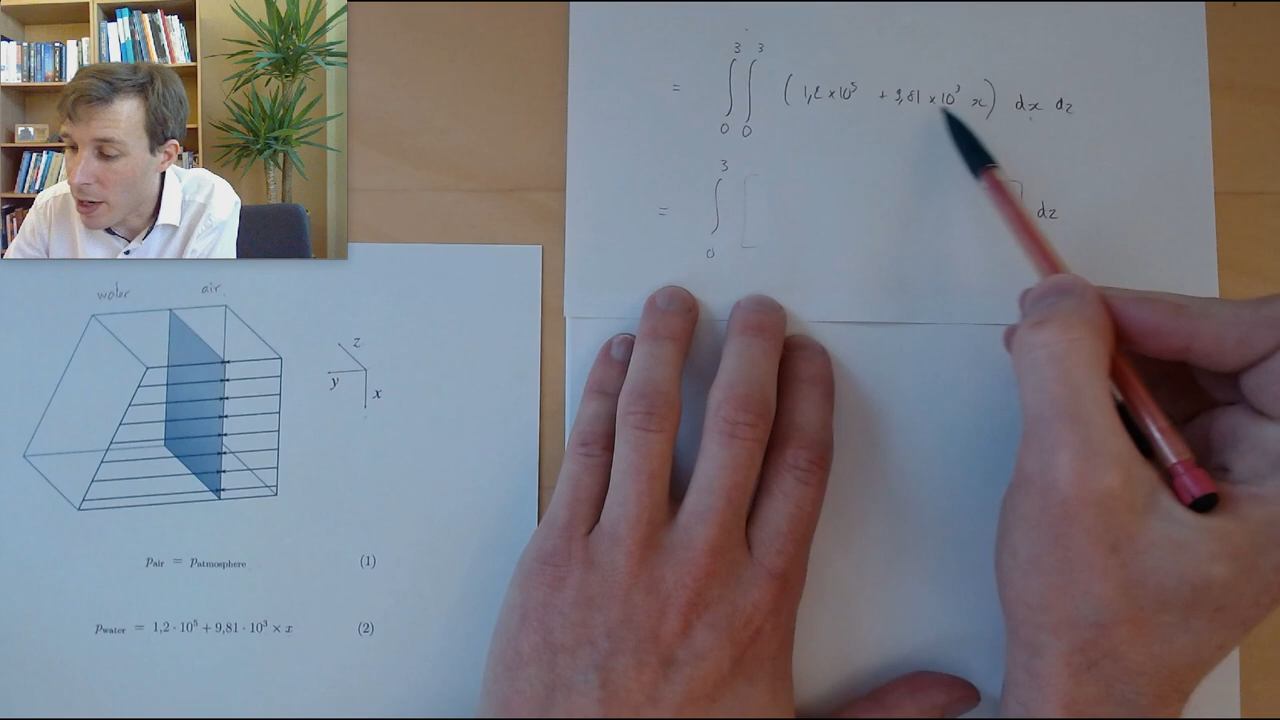 = ∫₀³ ∫₀³ ( 1,2 × 10⁵ + 9,81 × 10³ x ) dx dz
= ∫₀³ [ ] dz
water air
z
y
x
p_air = p_atmosphere (1)
p_water = 1,2 · 10⁵ + 9,81 · 10³ × x (2)